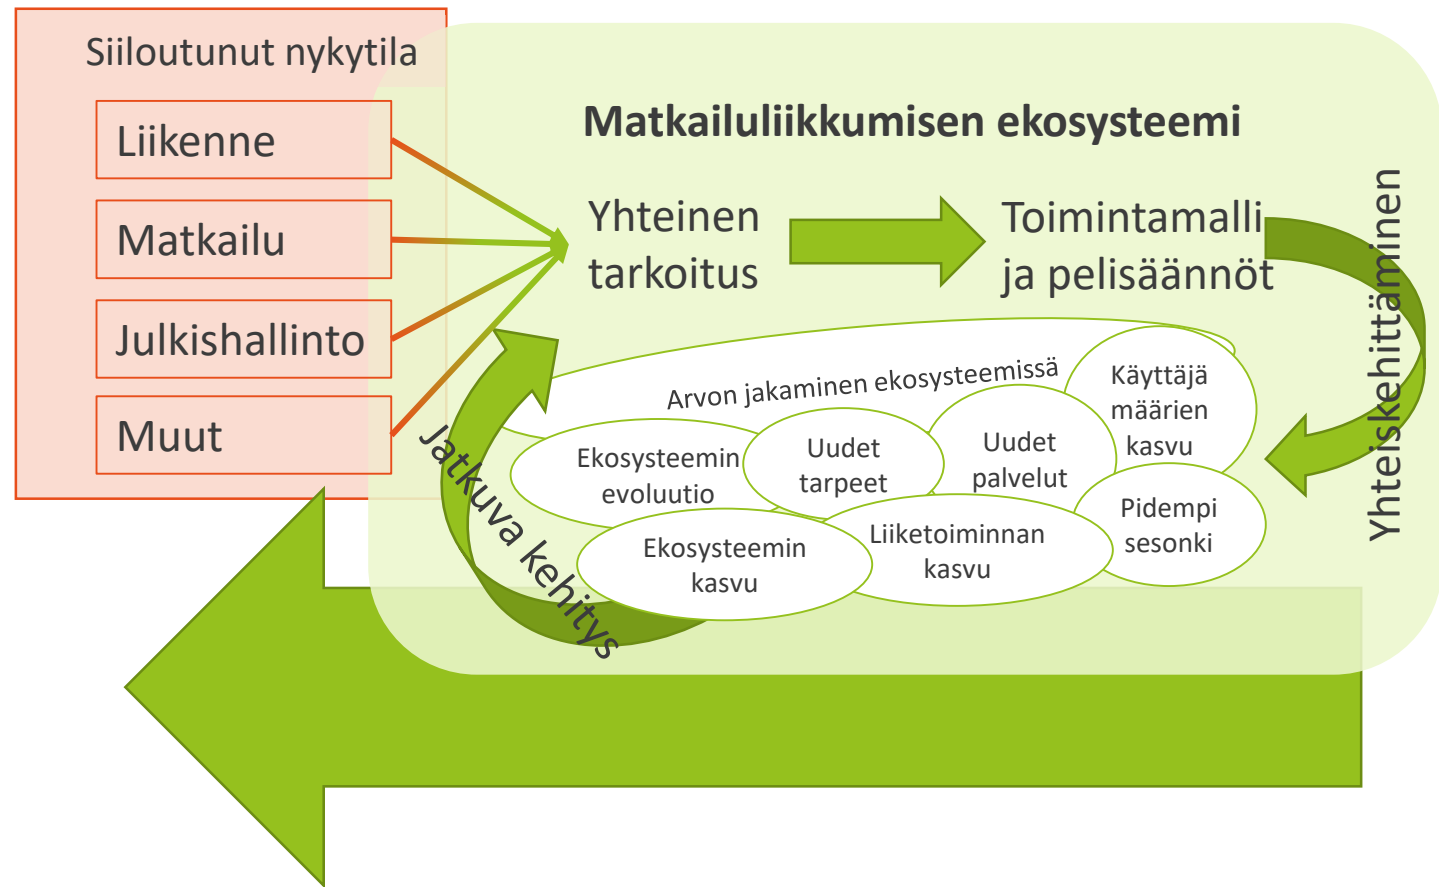 Siiloutunut nykytila
Liikenne
Matkailu
Julkishallinto
Muut
Matkailuliikkumisen ekosysteemi
Yhteinen
tarkoitus
Toimintamalli
ja pelisäännöt
Yhteiskehittäminen
Arvon jakaminen ekosysteemissä
Käyttäjä
määrien
kasvu
Ekosysteemin
evoluutio
Uudet
tarpeet
Uudet
palvelut
Pidempi
sesonki
Ekosysteemin
kasvu
Liiketoiminnan
kasvu
Jatkuva kehitys